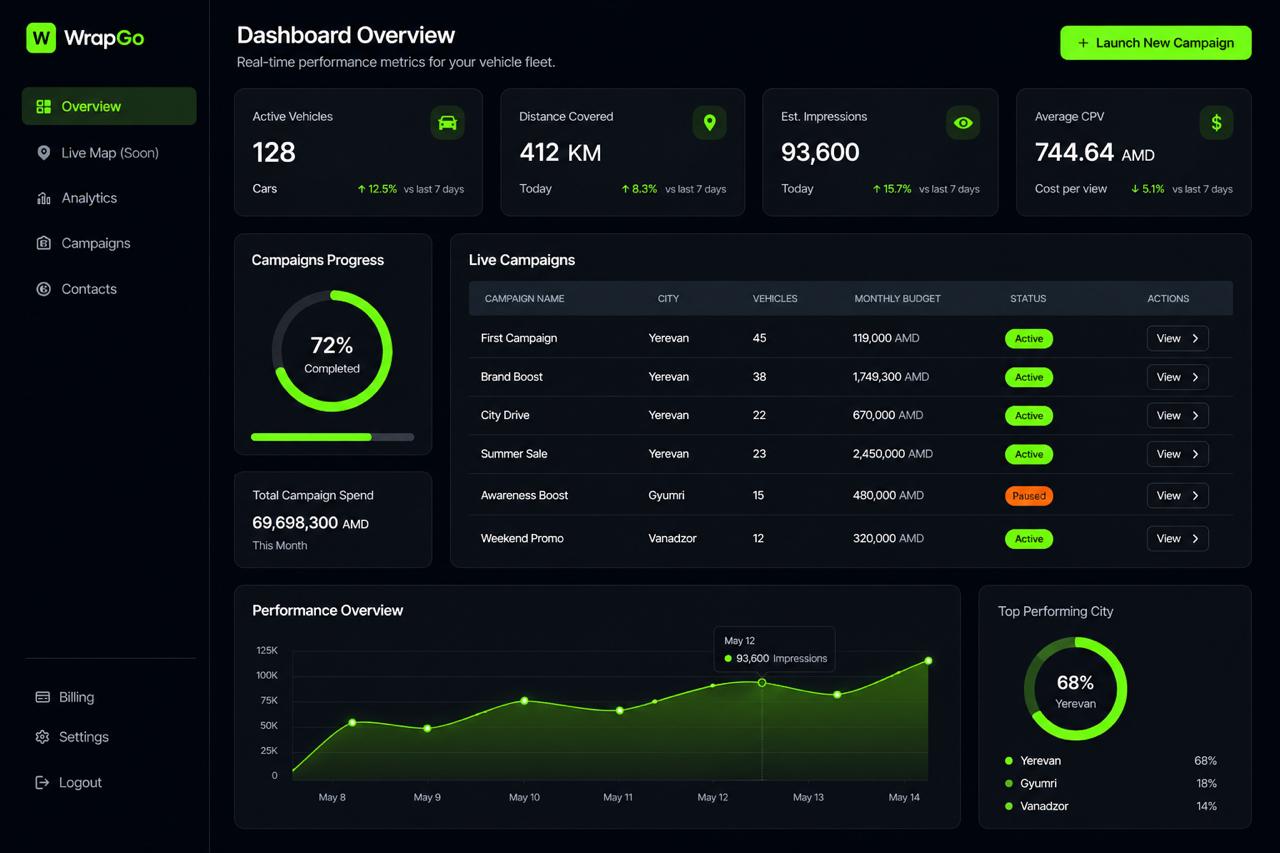 W WrapGo
Overview
Live Map (Soon)
Analytics
Campaigns
Contacts
Billing
Settings
Logout
Dashboard Overview
Real-time performance metrics for your vehicle fleet.
+ Launch New Campaign
Active Vehicles
128
Cars ↑ 12.5% vs last 7 days
Distance Covered
412 KM
Today ↑ 8.3% vs last 7 days
Est. Impressions
93,600
Today ↑ 15.7% vs last 7 days
Average CPV
$
744.64 AMD
Cost per view ↓ 5.1% vs last 7 days
Campaigns Progress
72%
Completed
Total Campaign Spend
69,698,300 AMD
This Month
Live Campaigns
CAMPAIGN NAME CITY VEHICLES MONTHLY BUDGET STATUS ACTIONS
First Campaign Yerevan 45 119,000 AMD Active View
Brand Boost Yerevan 38 1,749,300 AMD Active View
City Drive Yerevan 22 670,000 AMD Active View
Summer Sale Yerevan 23 2,450,000 AMD Active View
Awareness Boost Gyumri 15 480,000 AMD Paused View
Weekend Promo Vanadzor 12 320,000 AMD Active View
Performance Overview
125K
100K
75K
50K
25K
0
May 12
93,600 Impressions
May 8 May 9 May 10 May 11 May 12 May 13 May 14
Top Performing City
68%
Yerevan
Yerevan 68%
Gyumri 18%
Vanadzor 14%